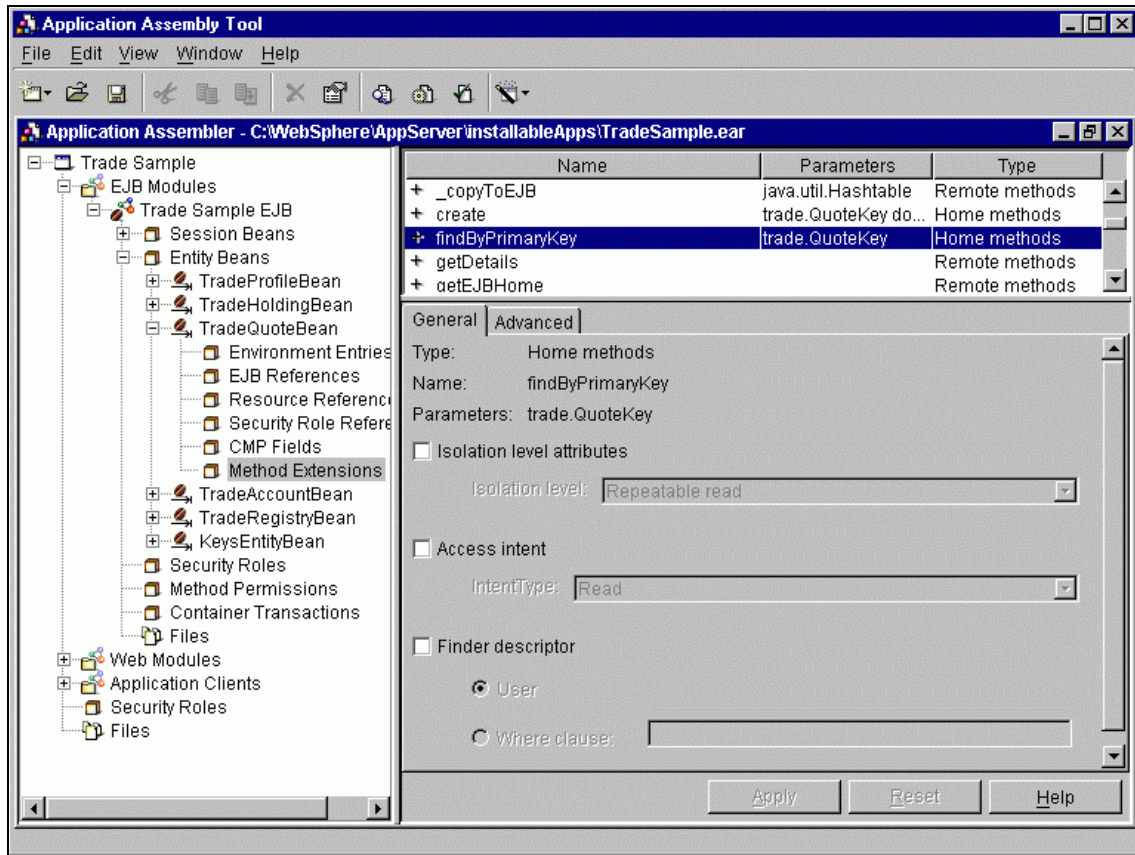 Application Assembly Tool
File Edit View Window Help
Application Assembler - C:\WebSphere\AppServer\installableApps\TradeSample.ear
Trade Sample
EJB Modules
Trade Sample EJB
Session Beans
Entity Beans
TradeProfileBean
TradeHoldingBean
TradeQuoteBean
Environment Entries
EJB References
Resource Referenc
Security Role Refere
CMP Fields
Method Extensions
TradeAccountBean
TradeRegistryBean
KeysEntityBean
Security Roles
Method Permissions
Container Transactions
Files
Web Modules
Application Clients
Security Roles
Files
Name Parameters Type
_copyToEJB java.util.Hashtable Remote methods
create trade.QuoteKey do... Home methods
findByPrimaryKey trade.QuoteKey Home methods
getDetails Remote methods
getEJBHome Remote methods
General Advanced
Type: Home methods
Name: findByPrimaryKey
Parameters: trade.QuoteKey
Isolation level attributes
Isolation level: Repeatable read
Access intent
IntentType: Read
Finder descriptor
User
Where clause:
Apply Reset Help